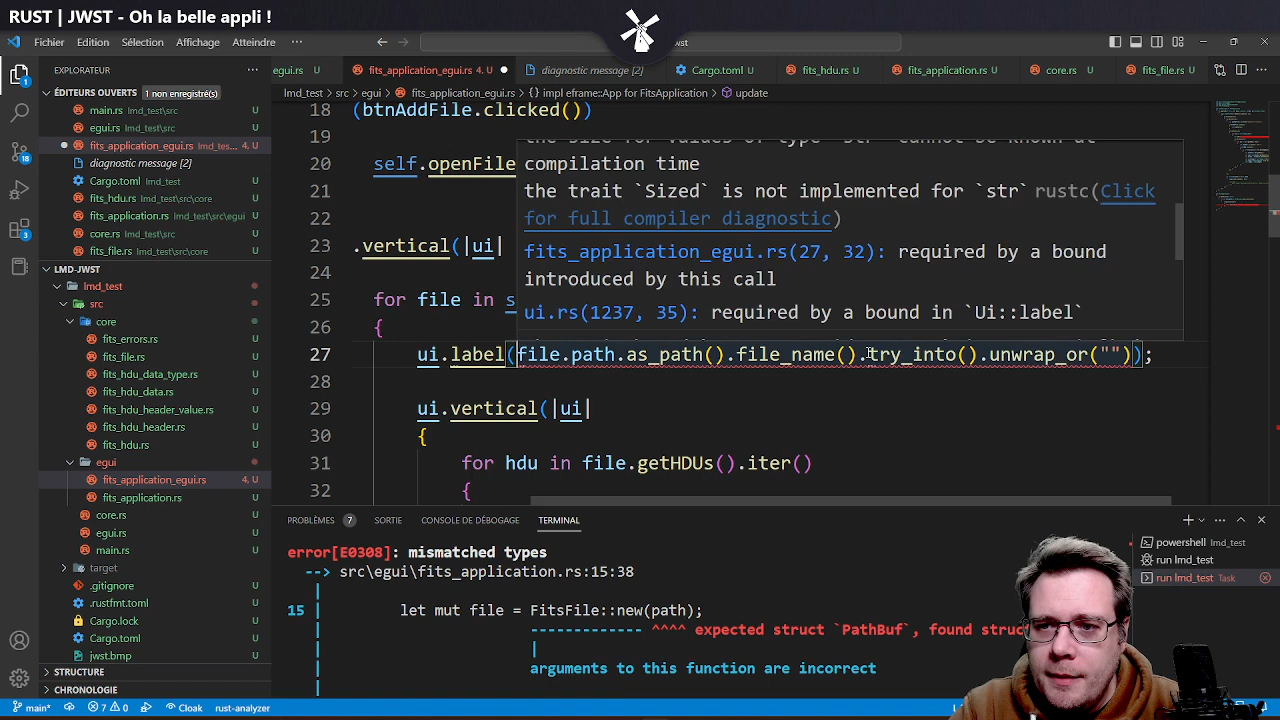 RUST | JWST - Oh la belle appli !
Fichier Edition Sélection Affichage Atteindre ··· wst
EXPLORATEUR
ÉDITEURS OUVERTS 1 non enregistré(s)
main.rs lmd_test\src U
egui.rs lmd_test\src U
fits_application_egui.rs lmd_tes... 4, U
diagnostic message [2]
Cargo.toml lmd_test U
fits_hdu.rs lmd_test\src\core U
fits_application.rs lmd_test\src\egui U
core.rs lmd_test\src U
fits_file.rs lmd_test\src\core U
LMD-JWST
lmd_test
src
core
fits_errors.rs U
fits_file.rs U
fits_hdu_data_type.rs U
fits_hdu_data.rs U
fits_hdu_header_value.rs U
fits_hdu_header.rs U
fits_hdu.rs U
egui
fits_application_egui.rs 4, U
fits_application.rs U
core.rs U
egui.rs U
main.rs U
target
.gitignore U
.rustfmt.toml U
Cargo.lock U
Cargo.toml U
jwst.bmp U
STRUCTURE
CHRONOLOGIE
egui.rs U fits_application_egui.rs 4, U diagnostic message [2] Cargo.toml U fits_hdu.rs U fits_application.rs U core.rs U fits_file.rs U
lmd_test > src > egui > fits_application_egui.rs > {} impl eframe::App for FitsApplication > update
18 (btnAddFile.clicked())
19
20 self.openFile
21
22
23 .vertical(|ui|
24
25 for file in s
26 {
27 ui.label(file.path.as_path().file_name().try_into().unwrap_or(""));
28
29 ui.vertical(|ui|
30 {
31 for hdu in file.getHDUs().iter()
32 {
compilation time
the trait `Sized` is not implemented for `str` rustc(Click
for full compiler diagnostic)
fits_application_egui.rs(27, 32): required by a bound
introduced by this call
ui.rs(1237, 35): required by a bound in `Ui::label`
PROBLÈMES 7 SORTIE CONSOLE DE DÉBOGAGE TERMINAL
error[E0308]: mismatched types
--> src\egui\fits_application.rs:15:38
|
15 | let mut file = FitsFile::new(path);
| ------------- ^^^^ expected struct `PathBuf`, found struc
| |
| arguments to this function are incorrect
|
powershell lmd_test
run lmd_test
run lmd_test Task
main* 7 0 Cloak rust-analyzer